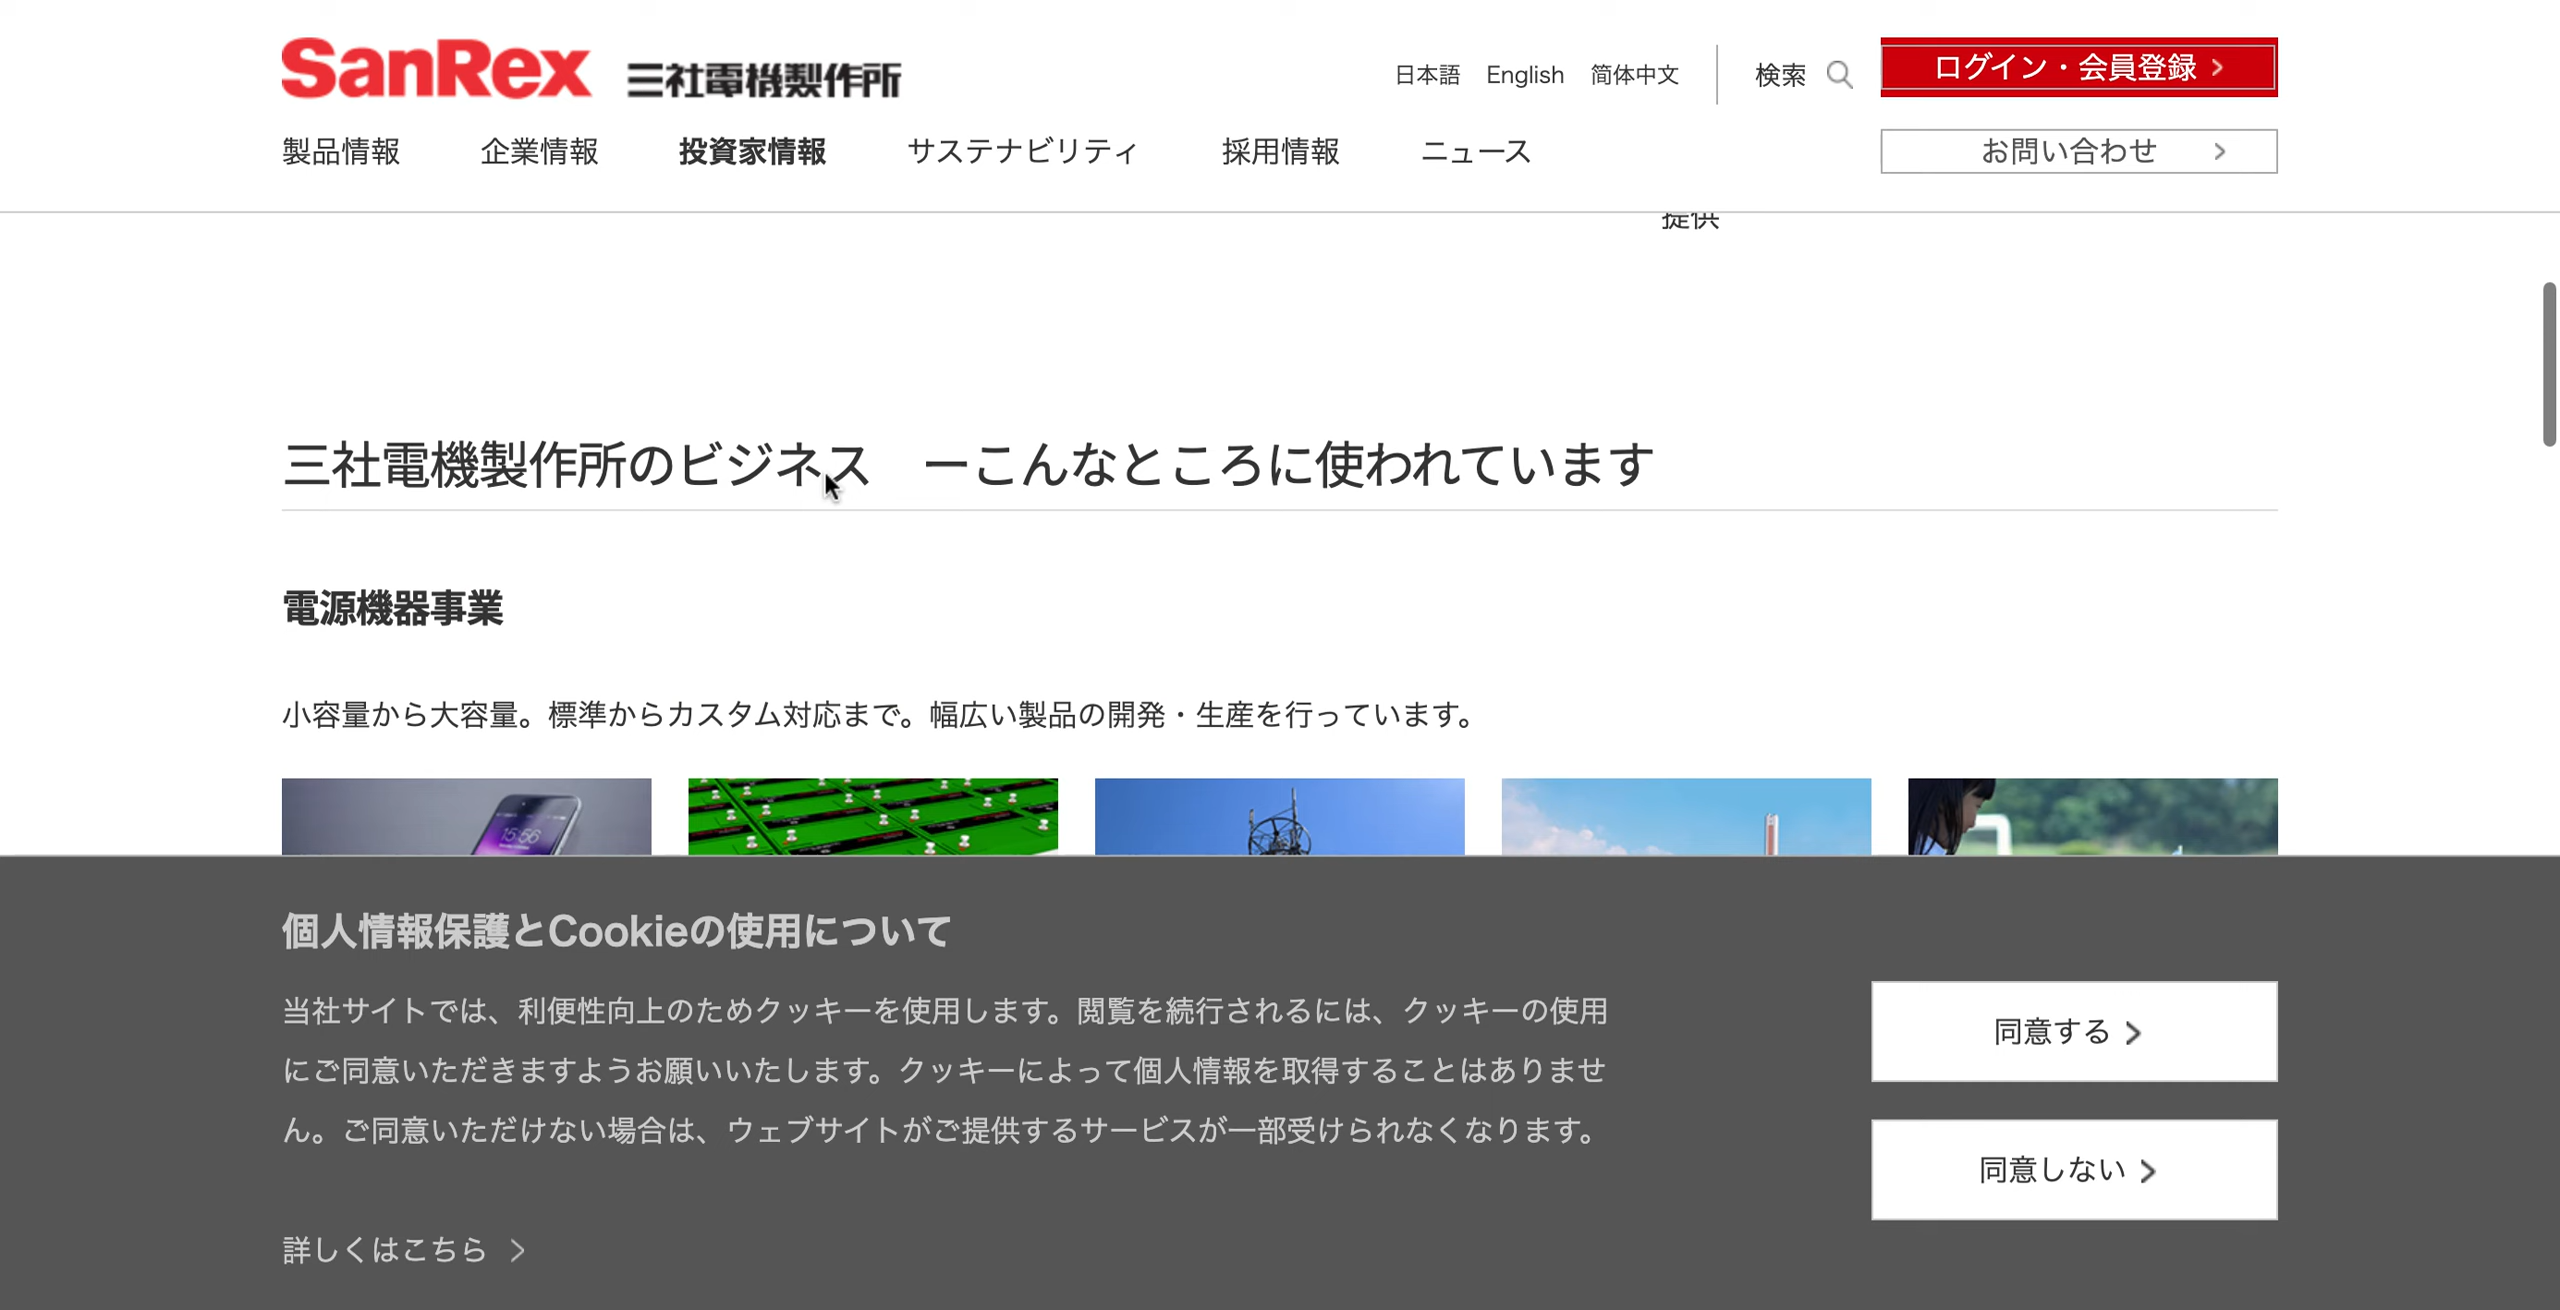 SanRex 三社電機製作所
日本語 English 简体中文 検索 ログイン・会員登録
製品情報 企業情報 投資家情報 サステナビリティ 採用情報 ニュース お問い合わせ
提供
三社電機製作所のビジネス　ーこんなところに使われています
電源機器事業
小容量から大容量。標準からカスタム対応まで。幅広い製品の開発・生産を行っています。
15:56
個人情報保護とCookieの使用について
当社サイトでは、利便性向上のためクッキーを使用します。閲覧を続行されるには、クッキーの使用
にご同意いただきますようお願いいたします。クッキーによって個人情報を取得することはありませ
ん。ご同意いただけない場合は、ウェブサイトがご提供するサービスが一部受けられなくなります。
同意する
同意しない
詳しくはこちら